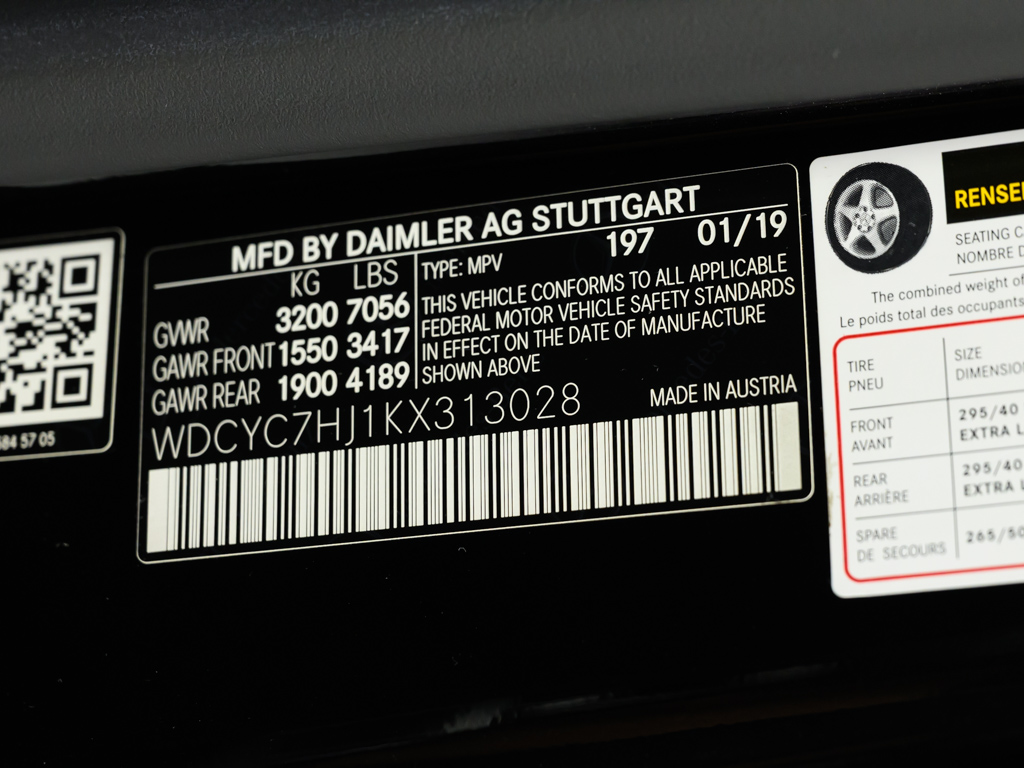 584 57 05
MFD BY DAIMLER AG STUTTGART
KG LBS
GVWR 3200 7056
GAWR FRONT 1550 3417
GAWR REAR 1900 4189
TYPE: MPV 197 01/19
THIS VEHICLE CONFORMS TO ALL APPLICABLE
FEDERAL MOTOR VEHICLE SAFETY STANDARDS
IN EFFECT ON THE DATE OF MANUFACTURE
SHOWN ABOVE
WDCYC7HJ1KX313028
MADE IN AUSTRIA
SEATING
NOMBRE
The combined weight of
Le poids total des occupants
TIRE SIZE
PNEU
FRONT 295/40
AVANT EXTRA
REAR 295/40
ARRIÈRE EXTRA
SPARE 265/50
DE SECOURS